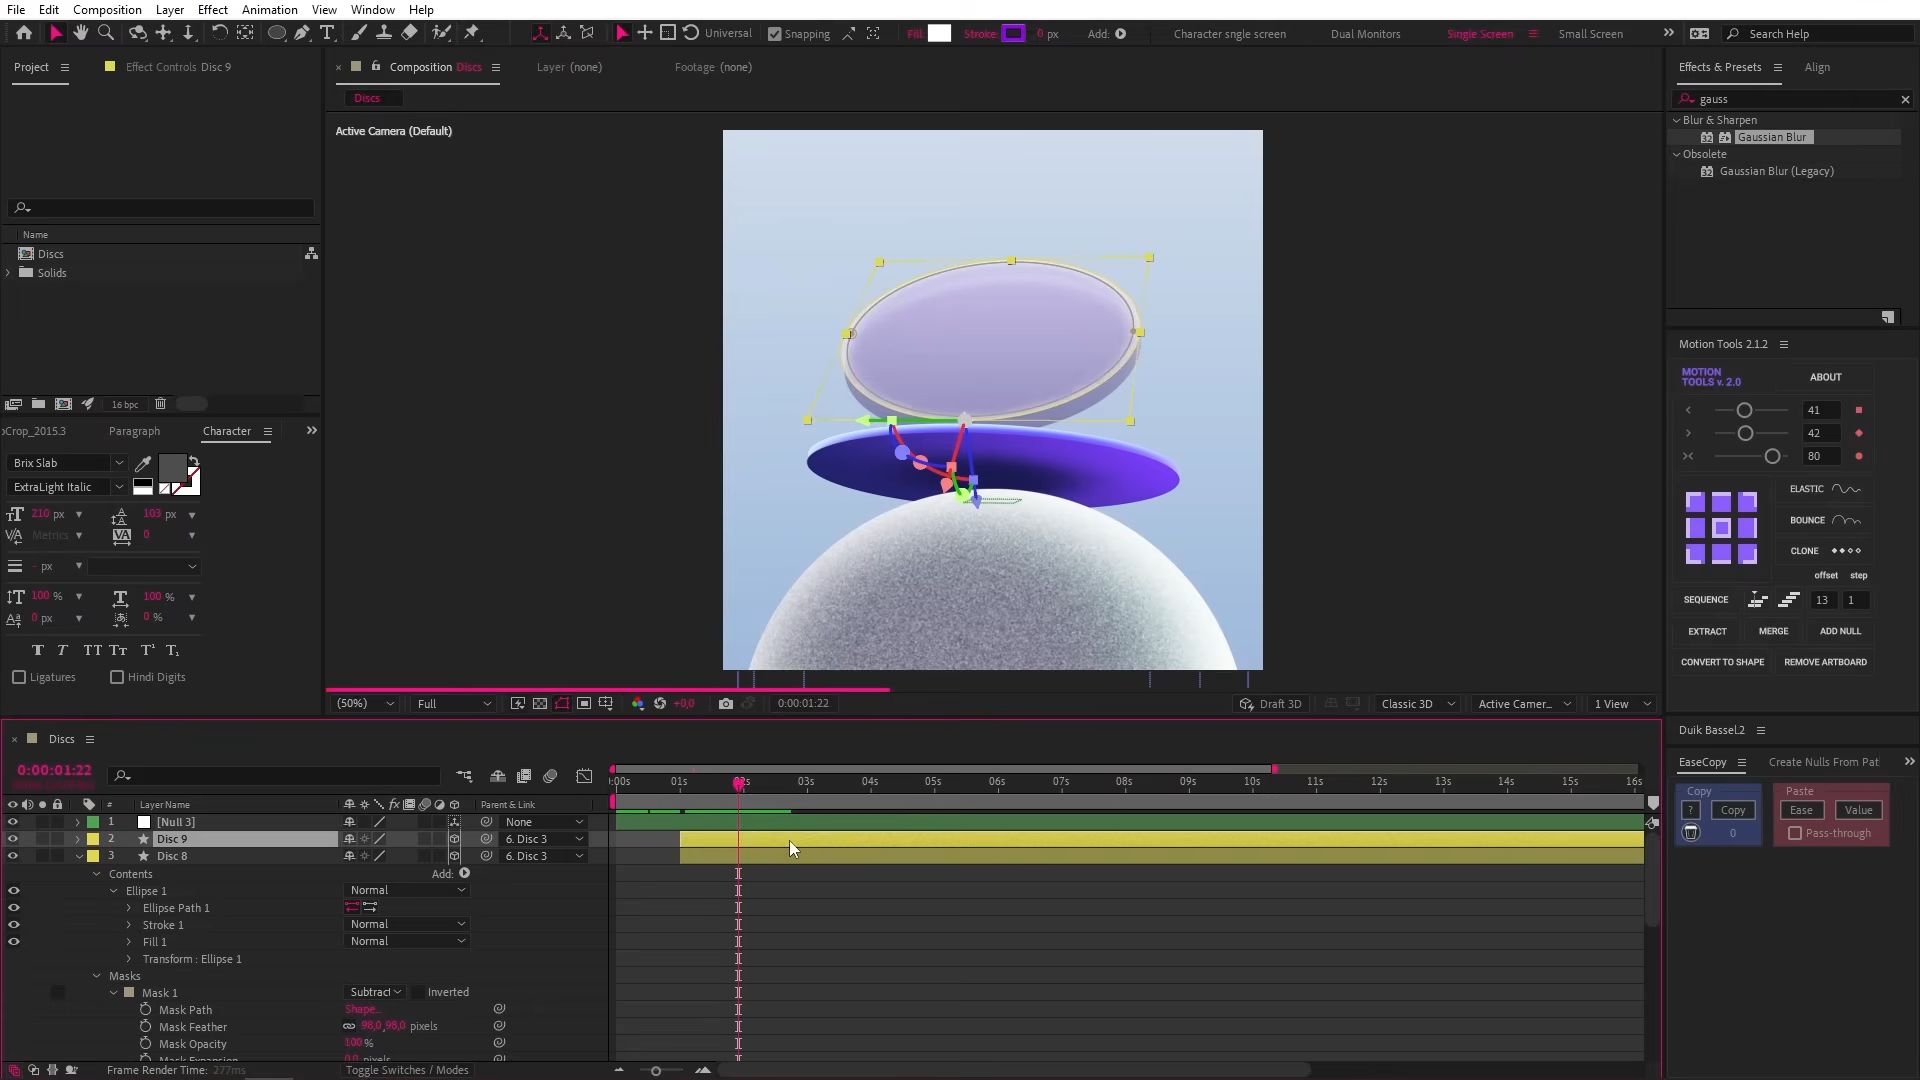 File Edit Composition Layer Effect Animation View Window Help
Universal Snapping Fill Stroke: 0 px Add: Character sngle screen Dual Monitors Single Screen Small Screen Search Help
Project Effect Controls Disc 9
Composition Discs Layer (none) Footage (none)
Effects & Presets Align
Discs
gauss
Active Camera (Default)
Blur & Sharpen
Gaussian Blur
Obsolete
Gaussian Blur (Legacy)
Name
Discs
Solids
16 bpc
Motion Tools 2.1.2
MOTION
TOOLS v. 2.0
ABOUT
41
42
80
ELASTIC
BOUNCE
CLONE
offset step
SEQUENCE 13 1
EXTRACT MERGE ADD NULL
CONVERT TO SHAPE REMOVE ARTBOARD
oCrop_2015.3 Paragraph Character
Brix Slab
ExtraLight Italic
210 px 103 px
Metrics 0
- px
100 % 100 %
0 px 0 %
Ligatures Hindi Digits
(50%) Full +0,0 0:00:01:22 Draft 3D Classic 3D Active Camer... 1 View
Discs
0:00:01:22
:00s 01s 02s 03s 04s 05s 06s 07s 08s 09s 10s 11s 12s 13s 14s 15s 16s
# Layer Name Parent & Link
1 [Null 3] None
2 Disc 9 6. Disc 3
3 Disc 8 6. Disc 3
Contents Add:
Ellipse 1 Normal
Ellipse Path 1
Stroke 1 Normal
Fill 1 Normal
Transform : Ellipse 1
Masks
Mask 1 Subtract Inverted
Mask Path Shape...
Mask Feather 98,0,98,0 pixels
Mask Opacity 100 %
Mask Expansion 0,0 pixels
Frame Render Time: 277ms Toggle Switches / Modes
Duik Bassel.2
EaseCopy Create Nulls From Pat
Copy Paste
? Copy Ease Value
0 Pass-through